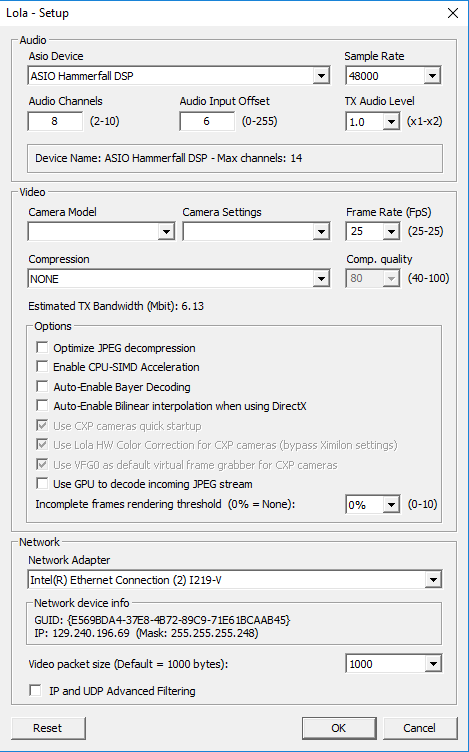 Lola - Setup
Audio
Asio Device
Sample Rate
ASIO Hammerfall DSP
48000
Audio Channels
Audio Input Offset
TX Audio Level
8 (2-10)
6 (0-255)
1.0 (x1-x2)
Device Name: ASIO Hammerfall DSP - Max channels: 14
Video
Camera Model
Camera Settings
Frame Rate (FpS)
25 (25-25)
Compression
Comp. quality
NONE
80 (40-100)
Estimated TX Bandwidth (Mbit): 6.13
Options
Optimize JPEG decompression
Enable CPU-SIMD Acceleration
Auto-Enable Bayer Decoding
Auto-Enable Bilinear interpolation when using DirectX
Use CXP cameras quick startup
Use Lola HW Color Correction for CXP cameras (bypass Ximilon settings)
Use VFG0 as default virtual frame grabber for CXP cameras
Use GPU to decode incoming JPEG stream
Incomplete frames rendering threshold (0% = None): 0% (0-10)
Network
Network Adapter
Intel(R) Ethernet Connection (2) I219-V
Network device info
GUID: {E569BDA4-37E8-4B72-89C9-71E61BCAAB45}
IP: 129.240.196.69 (Mask: 255.255.255.248)
Video packet size (Default = 1000 bytes): 1000
IP and UDP Advanced Filtering
Reset
OK
Cancel